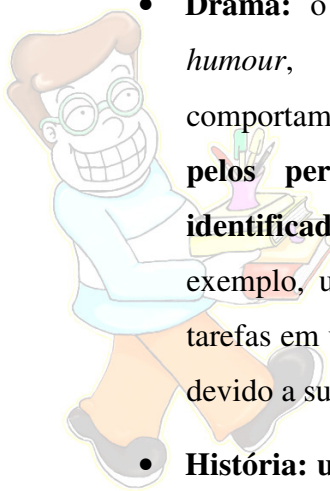 • Drama: o
humour,
comportam
pelos per
identificad
exemplo, u
tarefas em
devido a su
• História: u